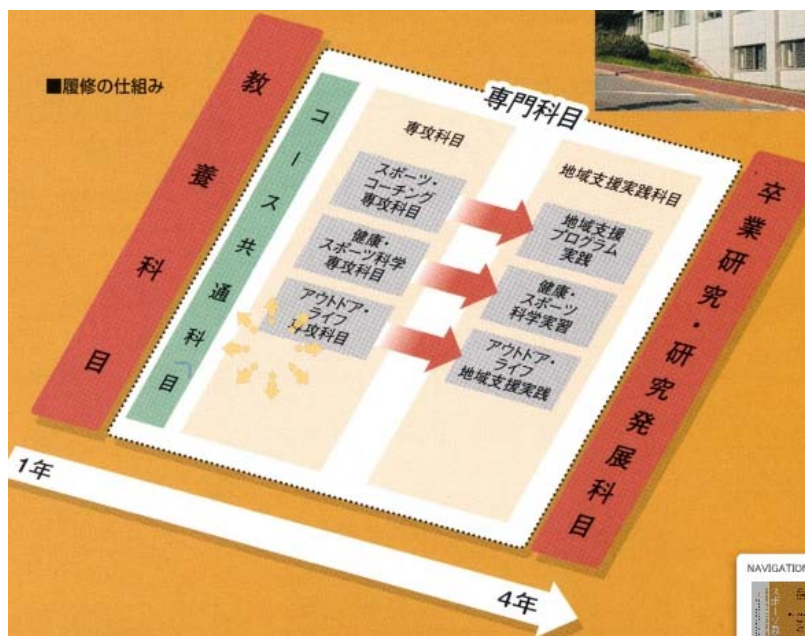 ■履修の仕組み
教養科目
コース共通科目
専門科目
専攻科目
スポーツ・
コーチング
専攻科目
健康・
スポーツ科学
専攻科目
アウトドア・
ライフ
専攻科目
地域支援実践科目
地域支援
プログラム
実践
健康・
スポーツ
科学実習
アウトドア・
ライフ
地域支援実践
卒業研究・研究発展科目
1年
4年
NAVIGATION